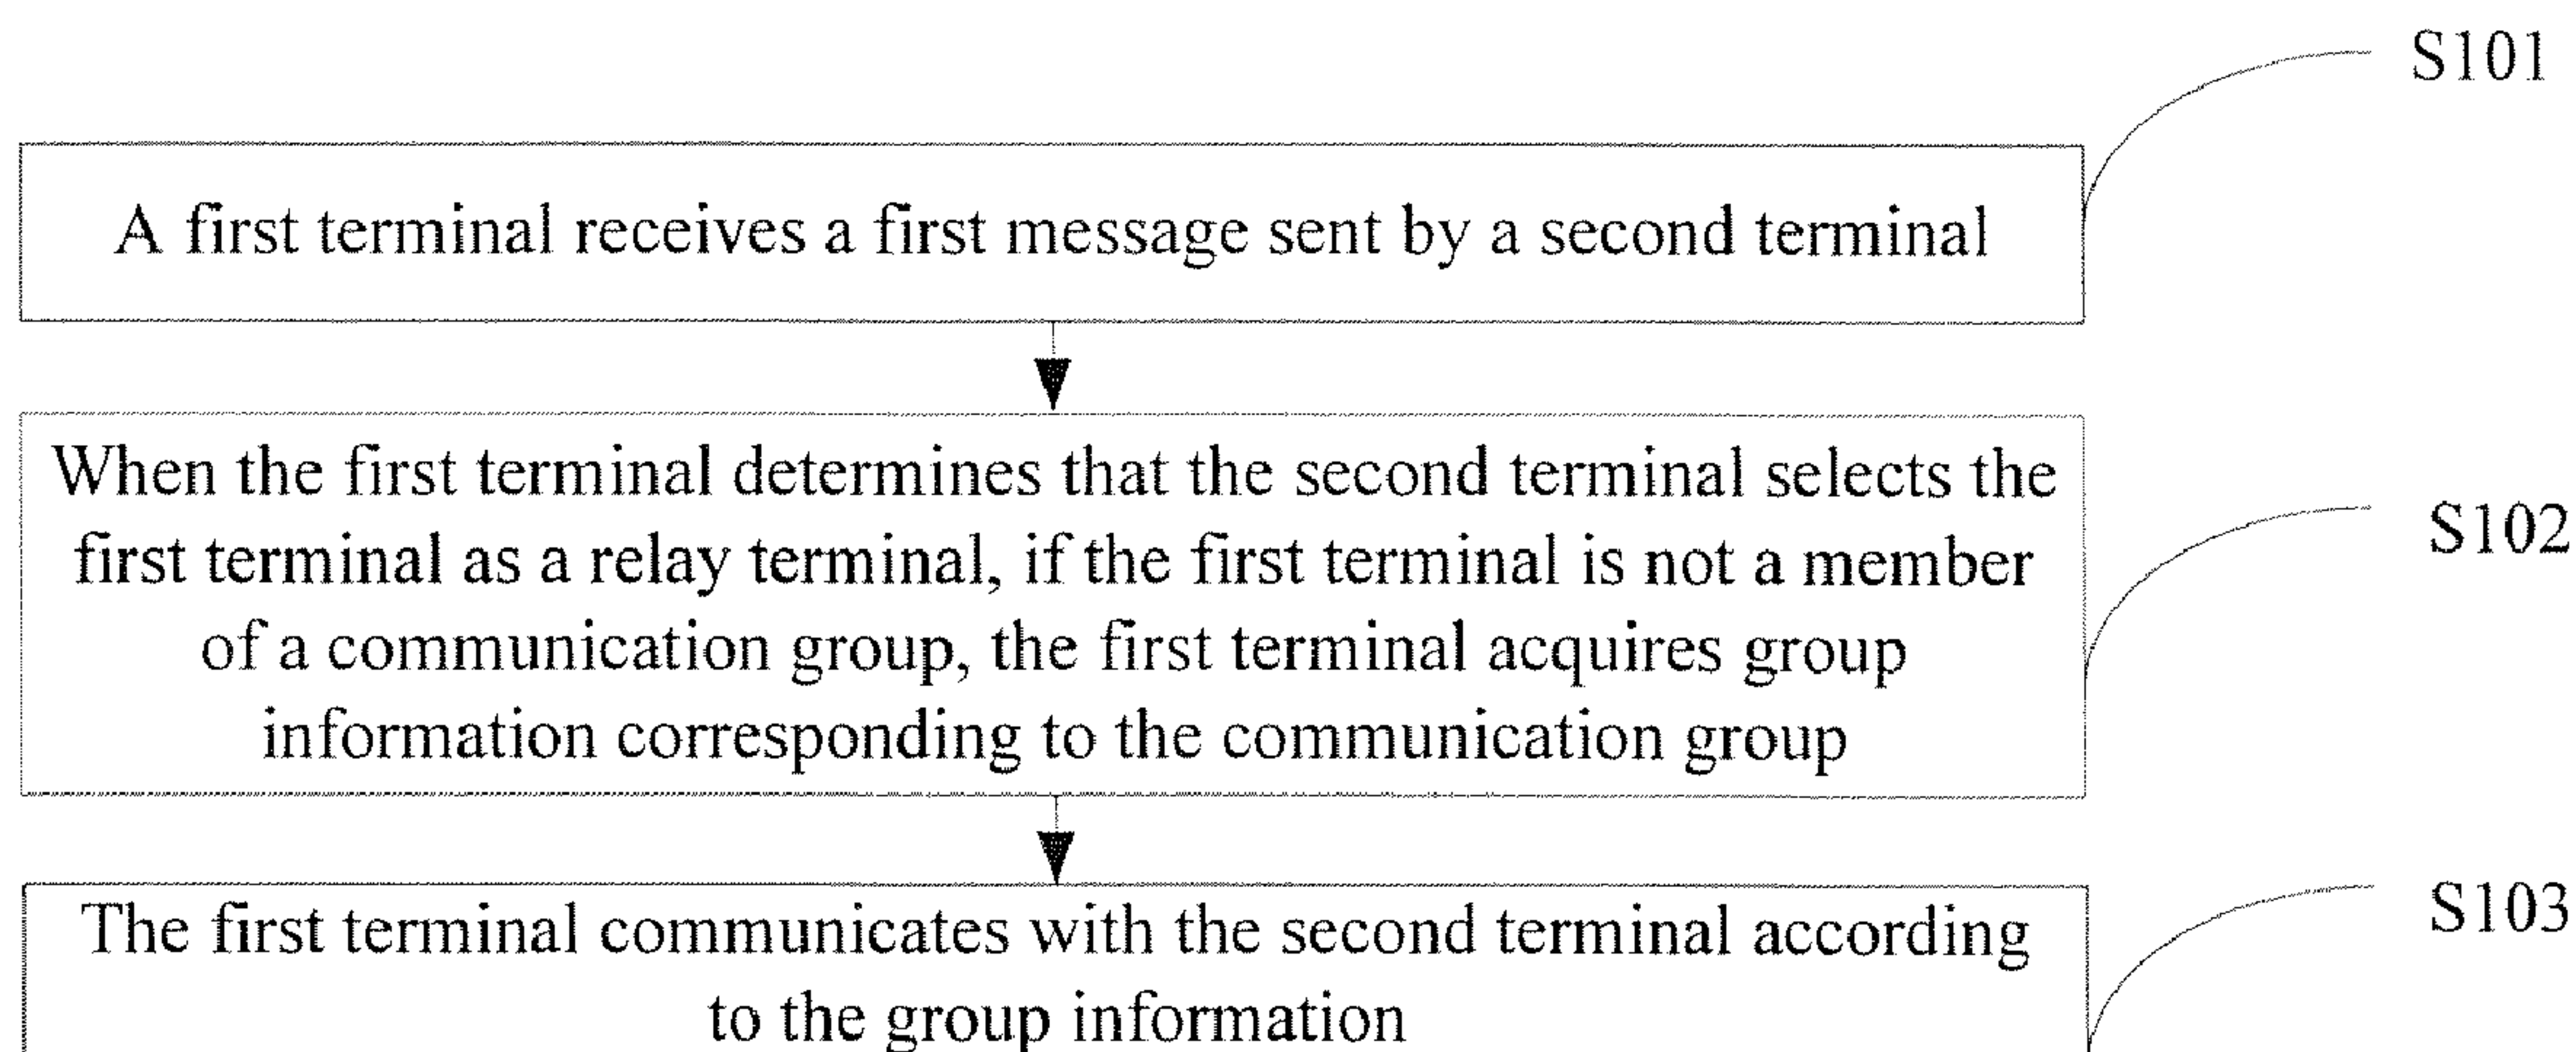 S101
A first terminal receives a first message sent by a second terminal
When the first terminal determines that the second terminal selects the
first terminal as a relay terminal, if the first terminal is not a member
of a communication group, the first terminal acquires group
information corresponding to the communication group
S102
The first terminal communicates with the second terminal according
to the group information
S103